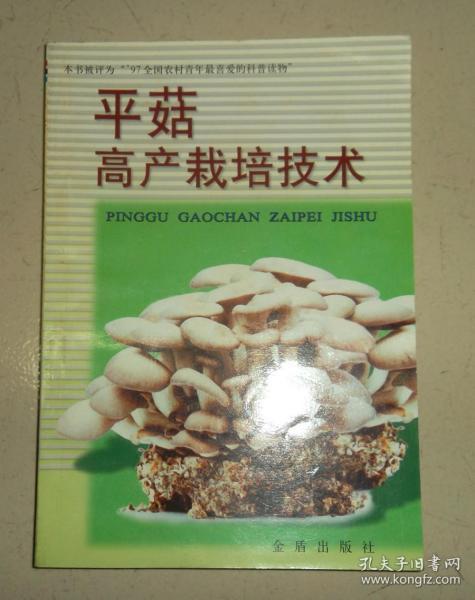 本书被评为“'97全国农村青年最喜爱的科普读物”
平菇
高产栽培技术
PINGGU GAOCHAN ZAIPEI JISHU
金盾出版社
孔夫子旧书网
www.kongfz.com